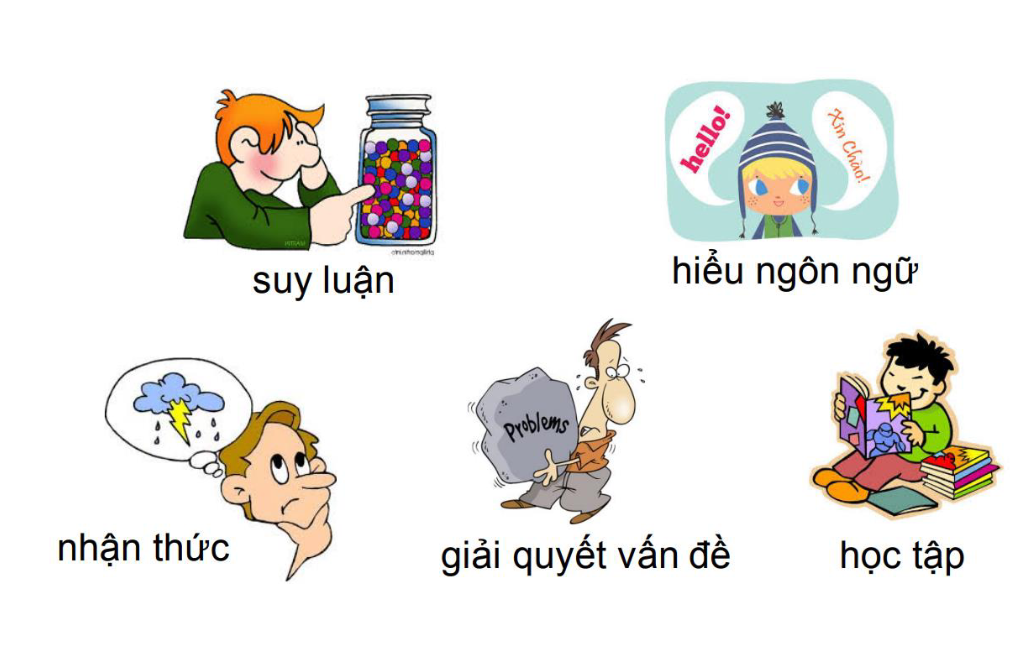 hello!
Xin Chào!
suy luận
hiểu ngôn ngữ
Problems
nhận thức
giải quyết vấn đề
học tập